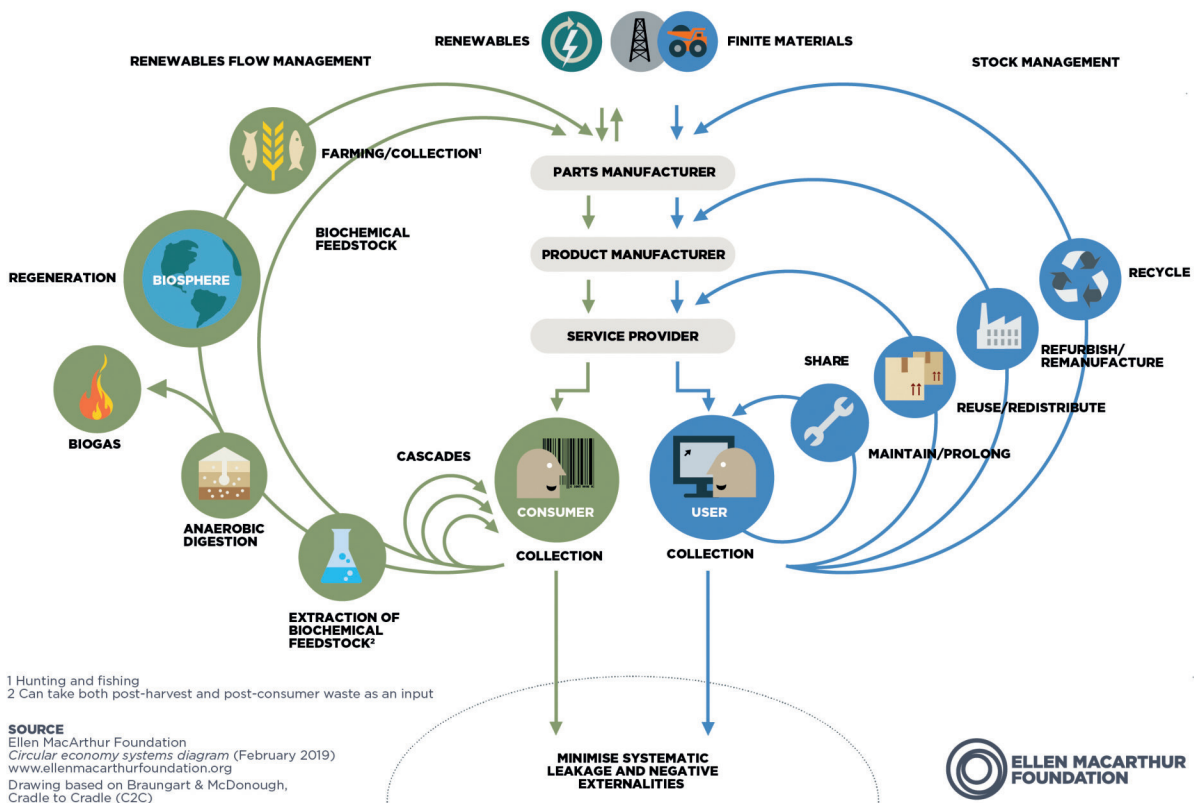 RENEWABLES
FINITE MATERIALS
RENEWABLES FLOW MANAGEMENT
STOCK MANAGEMENT
FARMING/COLLECTION¹
PARTS MANUFACTURER
BIOCHEMICAL
FEEDSTOCK
PRODUCT MANUFACTURER
REGENERATION
BIOSPHERE
RECYCLE
SERVICE PROVIDER
SHARE
REFURBISH/
REMANUFACTURE
REUSE/REDISTRIBUTE
BIOGAS
CASCADES
MAINTAIN/PROLONG
CONSUMER
USER
ANAEROBIC
DIGESTION
COLLECTION
COLLECTION
EXTRACTION OF
BIOCHEMICAL
FEEDSTOCK²
1 Hunting and fishing
2 Can take both post-harvest and post-consumer waste as an input
SOURCE
Ellen MacArthur Foundation
Circular economy systems diagram (February 2019)
www.ellenmacarthurfoundation.org
Drawing based on Braungart & McDonough,
Cradle to Cradle (C2C)
MINIMISE SYSTEMATIC
LEAKAGE AND NEGATIVE
EXTERNALITIES
ELLEN MACARTHUR
FOUNDATION